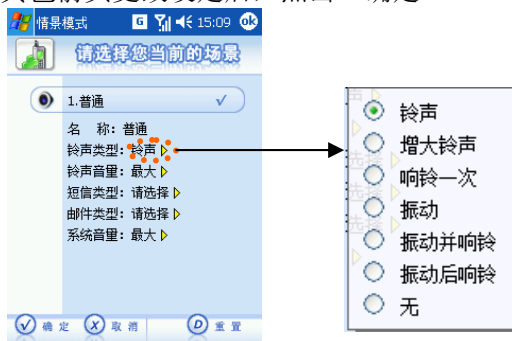 情景模式 G 15:09 ok
请选择您当前的场景
1.普通
名 称：普通
铃声类型：铃声
铃声音量：最大
短信类型：请选择
邮件类型：请选择
系统音量：最大
确 定 X 取 消 D 重 置
铃声
增大铃声
响铃一次
振动
振动并响铃
振动后响铃
无